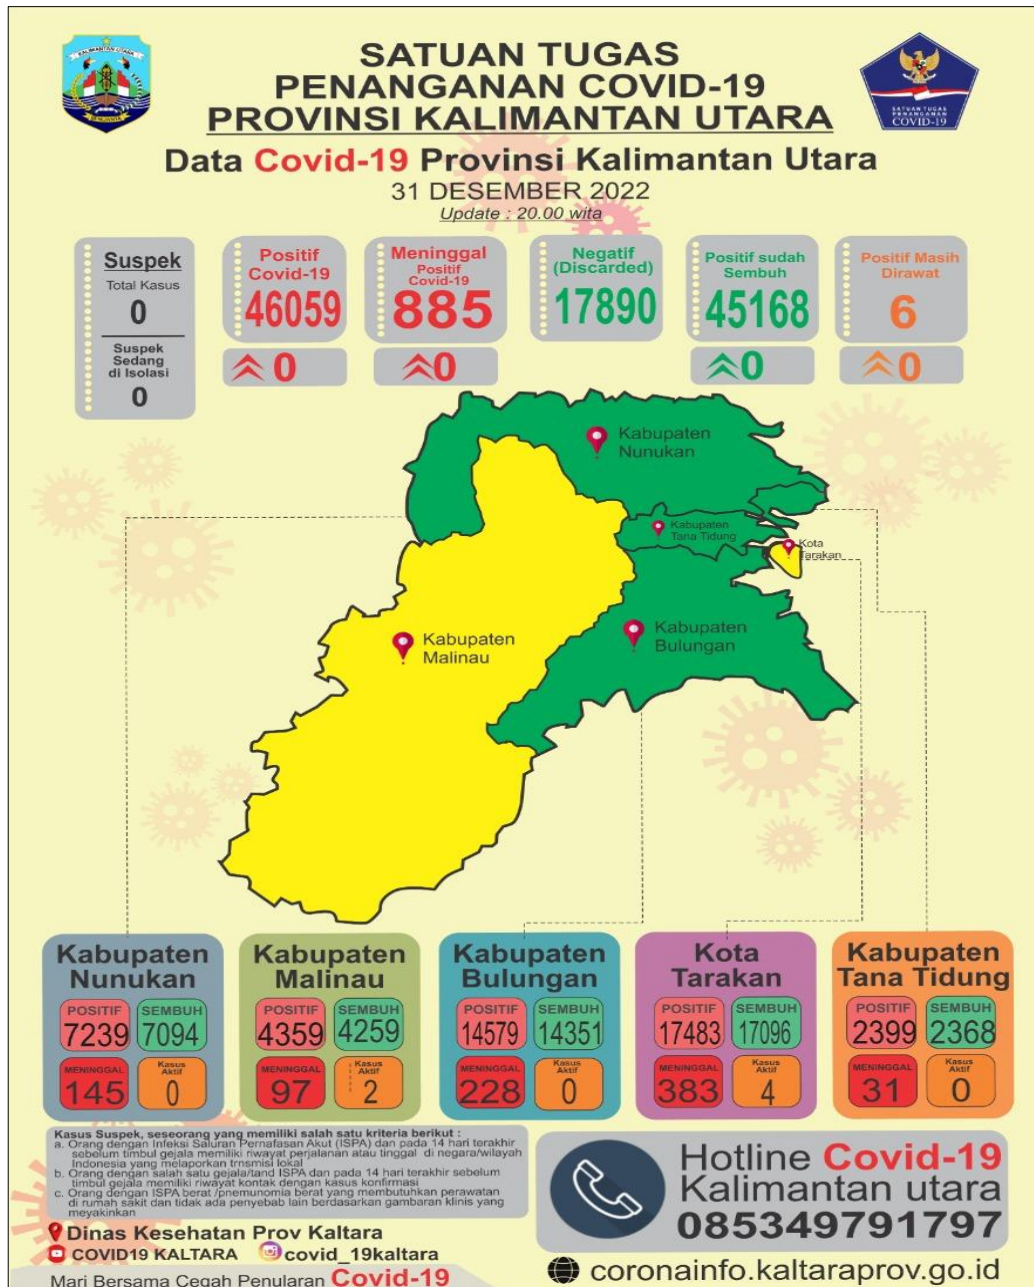 KALIMANTAN UTARA
BENUANTA
SATUAN TUGAS
PENANGANAN COVID-19
PROVINSI KALIMANTAN UTARA
SATUAN TUGAS
PENANGANAN
COVID-19
Data Covid-19 Provinsi Kalimantan Utara
31 DESEMBER 2022
Update : 20.00 wita
Suspek
Total Kasus
0
Suspek
Sedang
di Isolasi
0
Positif
Covid-19
46059
0
Meninggal
Positif
Covid-19
885
0
Negatif
(Discarded)
17890
Positif sudah
Sembuh
45168
0
Positif Masih
Dirawat
6
0
Kabupaten
Nunukan
Kabupaten
Tana Tidung
Kota
Tarakan
Kabupaten
Malinau
Kabupaten
Bulungan
Kabupaten
Nunukan
POSITIF SEMBUH
7239 7094
MENINGGAL Kasus Aktif
145 0
Kabupaten
Malinau
POSITIF SEMBUH
4359 4259
MENINGGAL Kasus Aktif
97 2
Kabupaten
Bulungan
POSITIF SEMBUH
14579 14351
MENINGGAL Kasus Aktif
228 0
Kota
Tarakan
POSITIF SEMBUH
17483 17096
MENINGGAL Kasus Aktif
383 4
Kabupaten
Tana Tidung
POSITIF SEMBUH
2399 2368
MENINGGAL Kasus Aktif
31 0
Kasus Suspek, seseorang yang memiliki salah satu kriteria berikut :
a. Orang dengan Infeksi Saluran Pernafasan Akut (ISPA) dan pada 14 hari terakhir
sebelum timbul gejala memiliki riwayat perjalanan atau tinggal di negara/wilayah
Indonesia yang melaporkan trnsmisi lokal
b. Orang dengan salah satu gejala/tand ISPA dan pada 14 hari terakhir sebelum
timbul gejala memiliki riwayat kontak dengan kasus konfirmasi
c. Orang dengan ISPA berat /pnemunomia berat yang membutuhkan perawatan
di rumah sakit dan tidak ada penyebab lain berdasarkan gambaran klinis yang
meyakinkan
Dinas Kesehatan Prov Kaltara
COVID19 KALTARA covid_19kaltara
Mari Bersama Cegah Penularan Covid-19
Hotline Covid-19
Kalimantan utara
085349791797
coronainfo.kaltaraprov.go.id